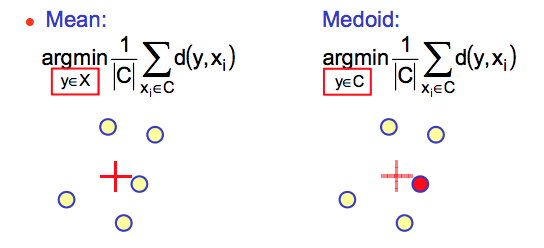 • Mean:
argmin 1/|C| ∑ d(y,xᵢ)
y∈X xᵢ∈C
Medoid:
argmin 1/|C| ∑ d(y,xᵢ)
y∈C xᵢ∈C